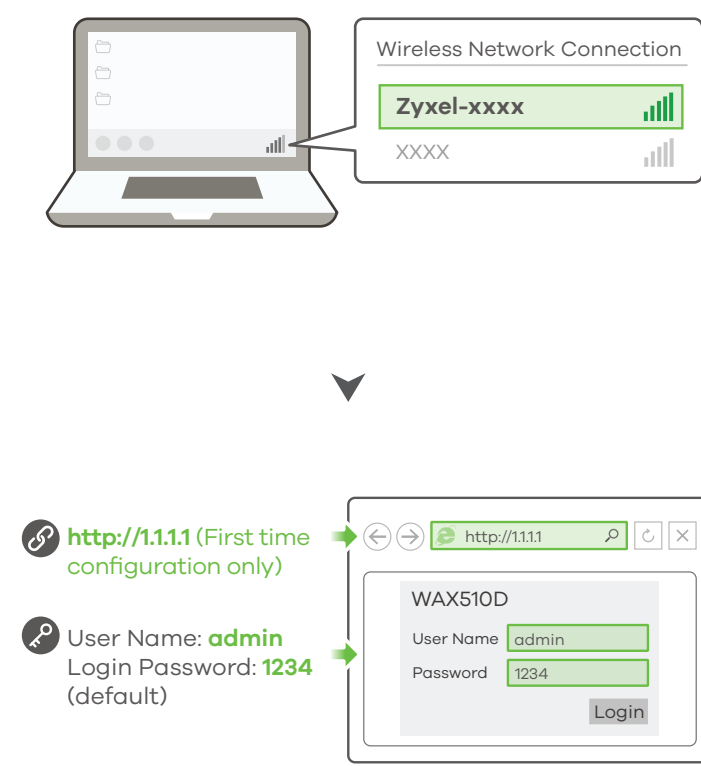 Wireless Network Connection
Zyxel-xxxx
XXXX
http://1.1.1.1 (First time
configuration only)
http://1.1.1.1
User Name: admin
Login Password: 1234
(default)
WAX510D
User Name admin
Password 1234
Login